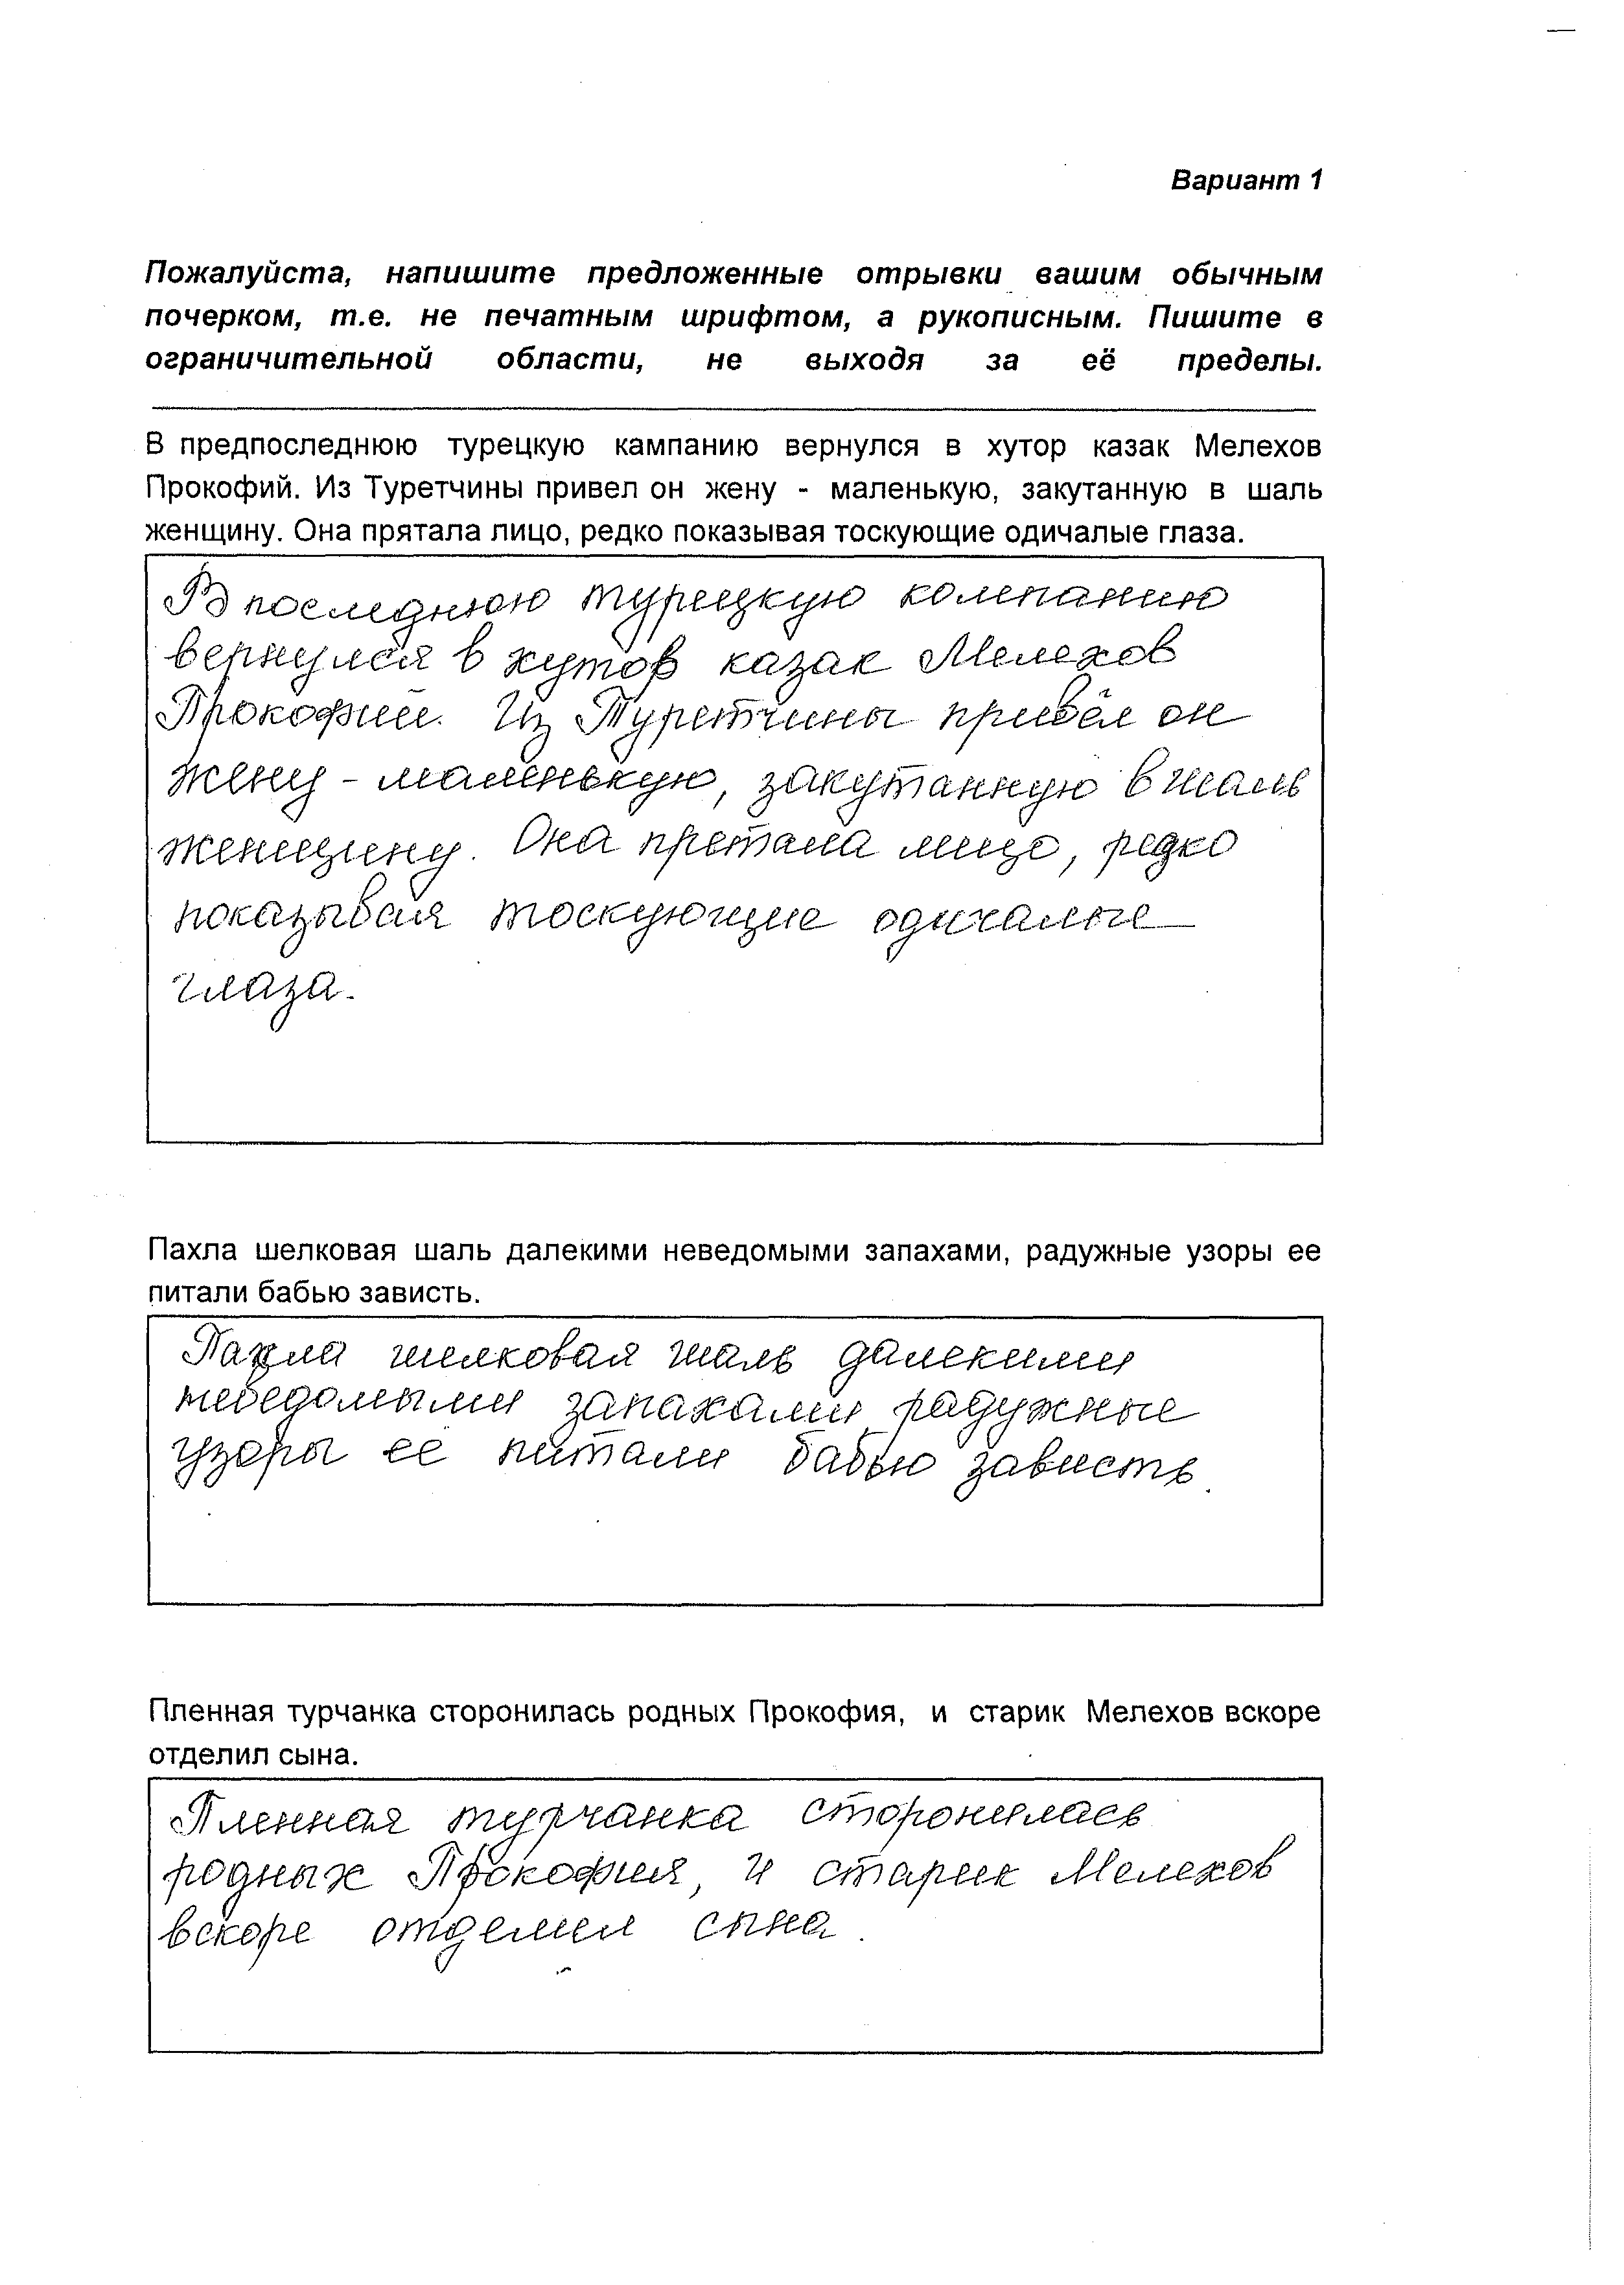 Вариант 1
Пожалуйста, напишите предложенные отрывки вашим обычным
почерком, т.е. не печатным шрифтом, а рукописным. Пишите в
ограничительной области, не выходя за её пределы.
В предпоследнюю турецкую кампанию вернулся в хутор казак Мелехов
Прокофий. Из Туретчины привел он жену - маленькую, закутанную в шаль
женщину. Она прятала лицо, редко показывая тоскующие одичалые глаза.
В последнюю турецкую компанию
вернулся в хутов казак Мелехов
Прокофий. Из Туретчины привёл он
жену - маленькую, закутанную в шаль
женщину. Она претала лицо, редко
показывая тоскующие одичалые
глаза.
Пахла шелковая шаль далекими неведомыми запахами, радужные узоры ее
питали бабью зависть.
Пахла шелковая шаль далекими
неведомыми запахами, радужные
узоры её питали бабью зависть.
Пленная турчанка сторонилась родных Прокофия, и старик Мелехов вскоре
отделил сына.
Пленная турчанка сторонилась
родных Прокофия, и старик Мелехов
вскоре отделил сына.